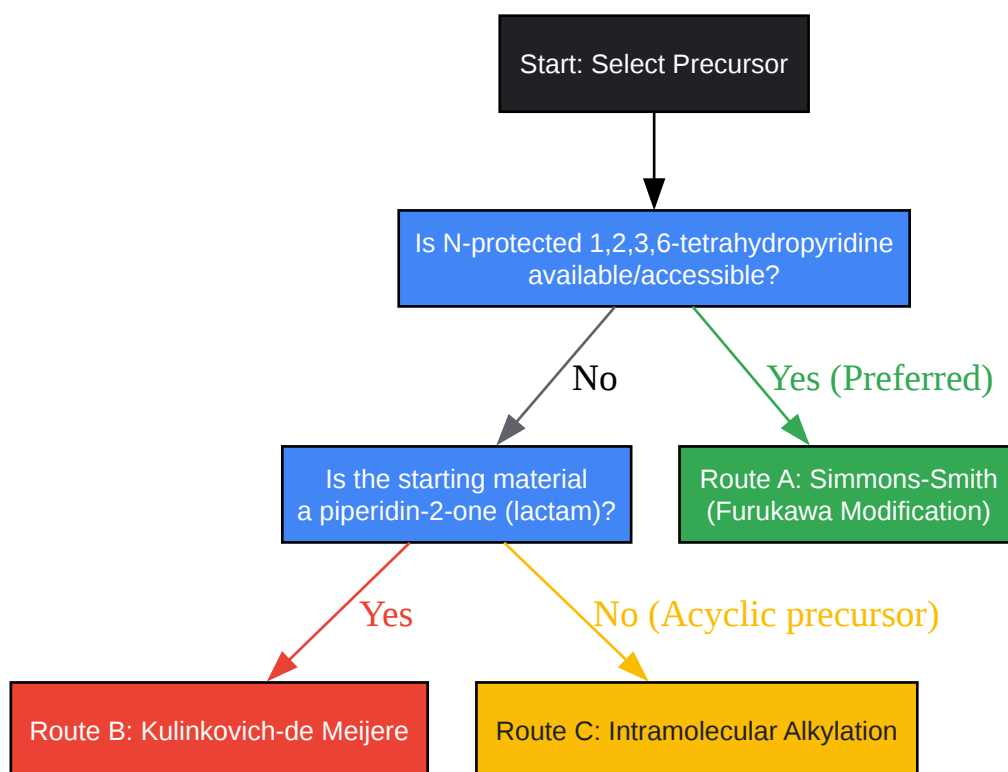 Start: Select Precursor
Is N-protected 1,2,3,6-tetrahydropyridine
available/accessible?
No
Yes (Preferred)
Is the starting material
a piperidin-2-one (lactam)?
Route A: Simmons-Smith
(Furukawa Modification)
Yes
No (Acyclic precursor)
Route B: Kulinkovich-de Meijere
Route C: Intramolecular Alkylation